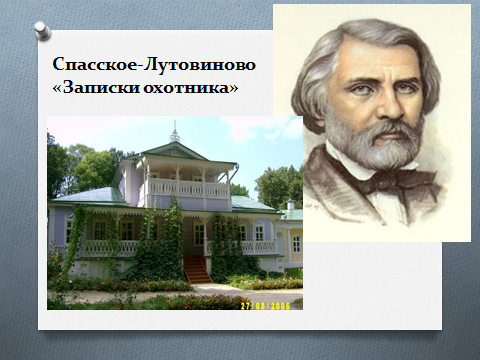 Спасское-Лутовиново
«Записки охотника»
27/08/2006